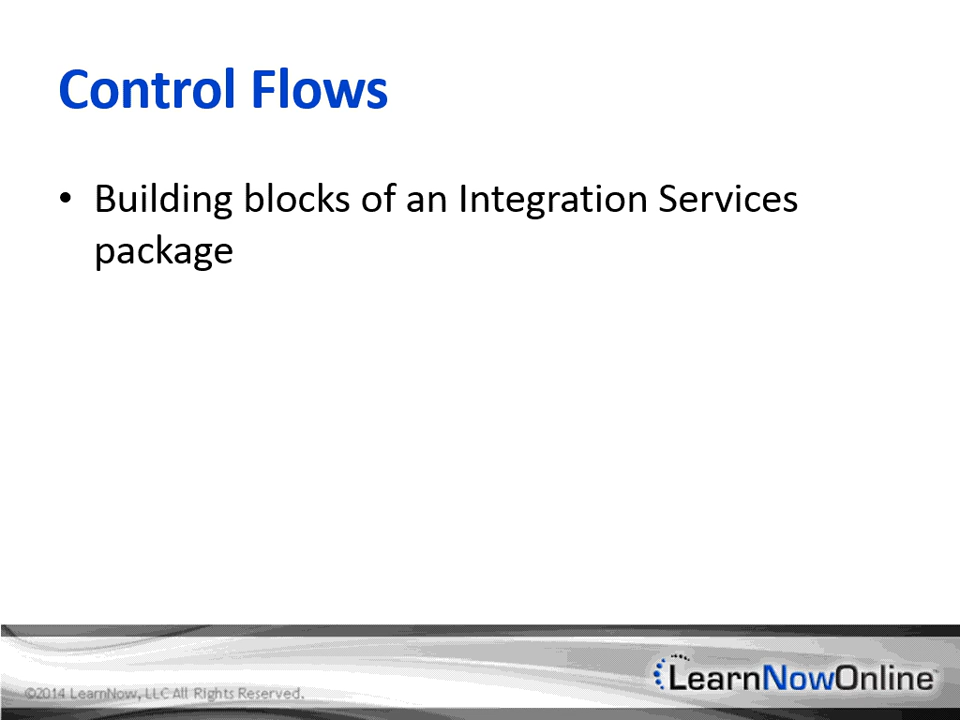 Control Flows
• Building blocks of an Integration Services
package
©2014 LearnNow, LLC All Rights Reserved.
LearnNowOnline